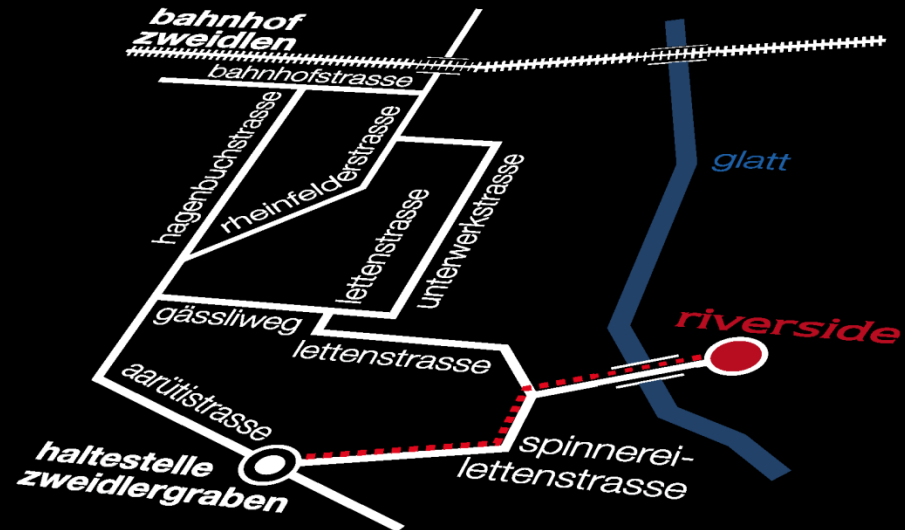 bahnhof
zweidlen
bahnhofstrasse
hagenbuchstrasse
rheinfelderstrasse
lettenstrasse
unterwerkstrasse
glatt
gässliweg
lettenstrasse
riverside
aarütistrasse
haltestelle
zweidlergraben
spinnerei-
lettenstrasse